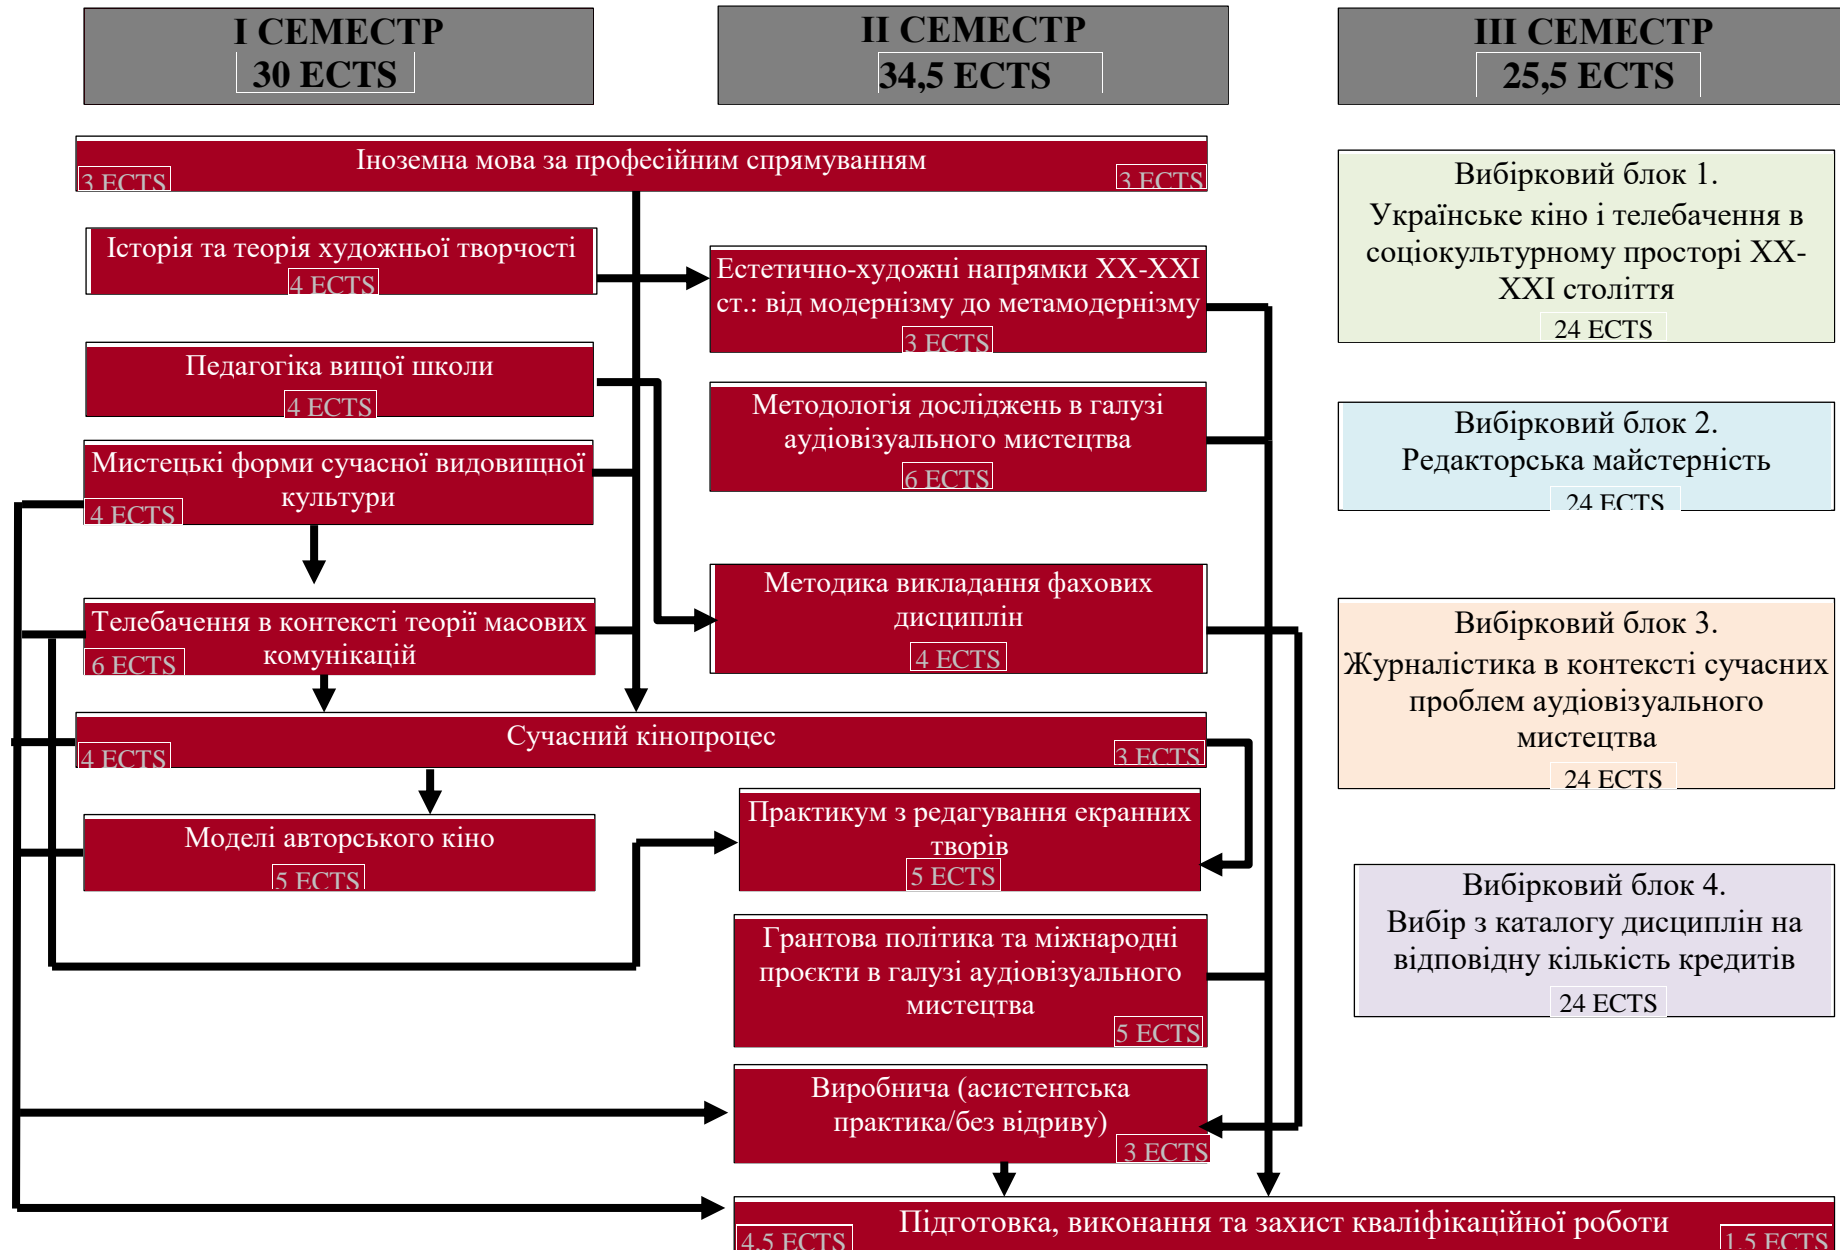 І СЕМЕСТР
30 ECTS
ІІ СЕМЕСТР
34,5 ECTS
ІІІ СЕМЕСТР
25,5 ECTS
Іноземна мова за професійним спрямуванням
3 ECTS
3 ECTS
Історія та теорія художньої творчості
4 ECTS
Естетично-художні напрямки ХХ-ХХІ
ст.: від модернізму до метамодернізму
3 ECTS
Педагогіка вищої школи
4 ECTS
Методологія досліджень в галузі
аудіовізуального мистецтва
6 ECTS
Мистецькі форми сучасної видовищної
культури
4 ECTS
Методика викладання фахових
дисциплін
4 ECTS
Телебачення в контексті теорії масових
комунікацій
6 ECTS
Сучасний кінопроцес
4 ECTS
3 ECTS
Моделі авторського кіно
5 ECTS
Практикум з редагування екранних
творів
5 ECTS
Грантова політика та міжнародні
проєкти в галузі аудіовізуального
мистецтва
5 ECTS
Виробнича (асистентська
практика/без відриву)
3 ECTS
Підготовка, виконання та захист кваліфікаційної роботи
4,5 ECTS
1,5 ECTS
Вибірковий блок 1.
Українське кіно і телебачення в
соціокультурному просторі ХХ-
ХХІ століття
24 ECTS
Вибірковий блок 2.
Редакторська майстерність
24 ECTS
Вибірковий блок 3.
Журналістика в контексті сучасних
проблем аудіовізуального
мистецтва
24 ECTS
Вибірковий блок 4.
Вибір з каталогу дисциплін на
відповідну кількість кредитів
24 ECTS